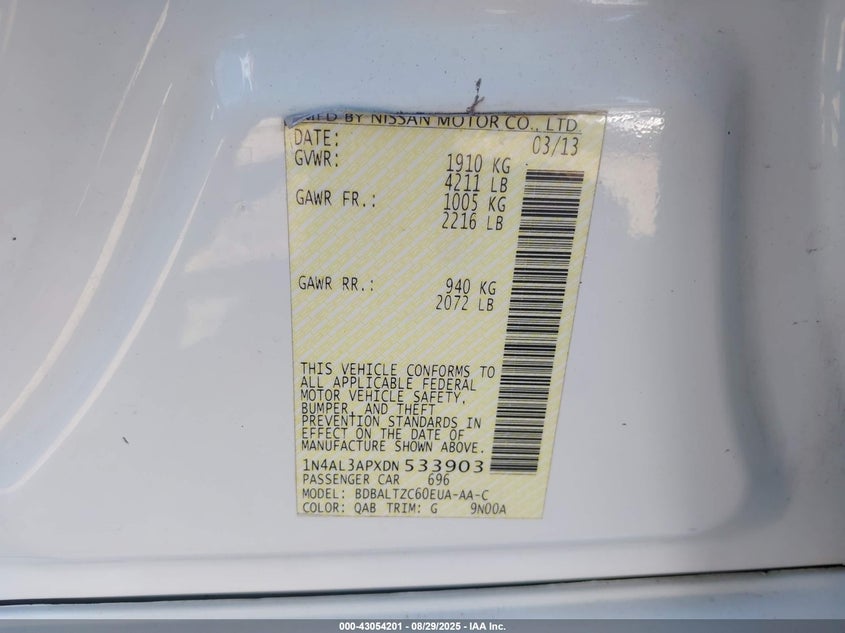 MFD BY NISSAN MOTOR CO., LTD.
DATE: 03/13
GVWR: 1910 KG
4211 LB
GAWR FR.: 1005 KG
2216 LB
GAWR RR.: 940 KG
2072 LB
THIS VEHICLE CONFORMS TO
ALL APPLICABLE FEDERAL
MOTOR VEHICLE SAFETY,
BUMPER, AND THEFT
PREVENTION STANDARDS IN
EFFECT ON THE DATE OF
MANUFACTURE SHOWN ABOVE.
1N4AL3APXDN 533903
PASSENGER CAR 696
MODEL: BDBALTZC60EUA-AA-C
COLOR: QAB TRIM: G 9N00A
000-43054201 - 08/29/2025 - IAA Inc.